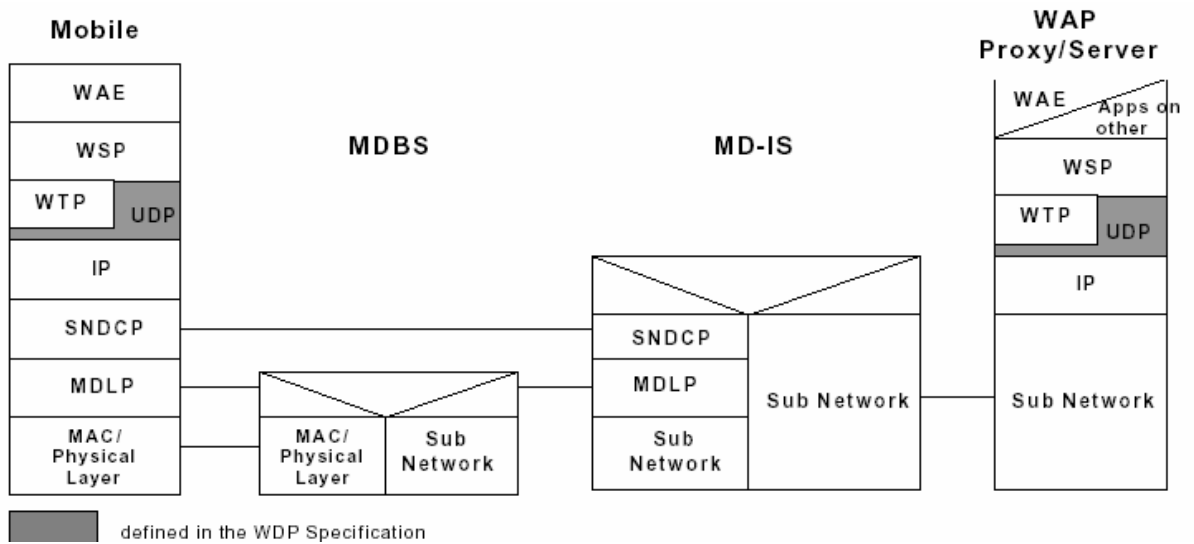 Mobile
WAE
WSP
WTP
UDP
IP
SNDCP
MDLP
MAC/
Physical
Layer
MDBS
MAC/
Physical
Layer
Sub
Network
MD-IS
SNDCP
MDLP
Sub
Network
Sub Network
WAP
Proxy/Server
WAE
Apps on
other
WSP
WTP
UDP
IP
Sub Network
defined in the WDP Specification